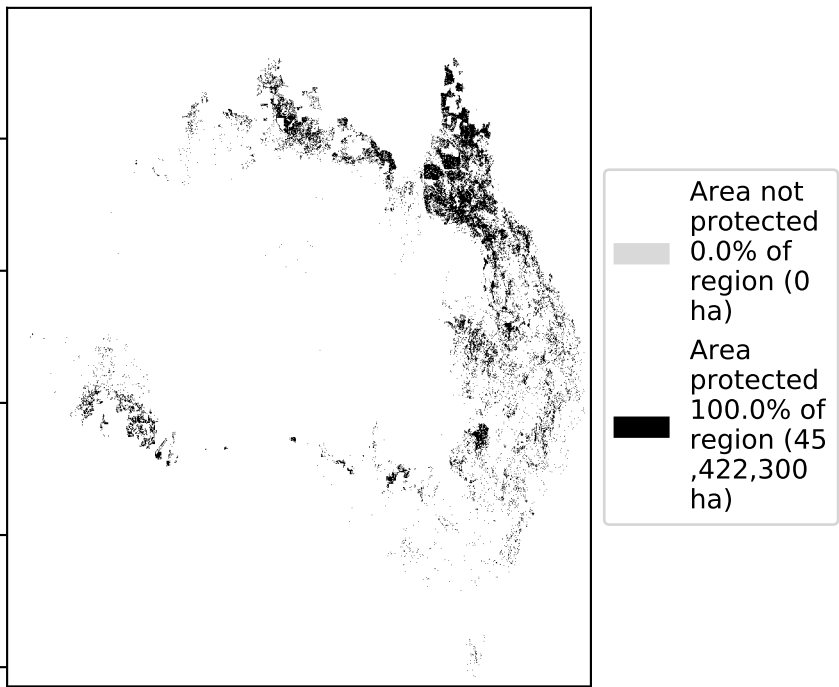 Area not
protected
0.0% of
region (0
ha)
Area
protected
100.0% of
region (45
,422,300
ha)